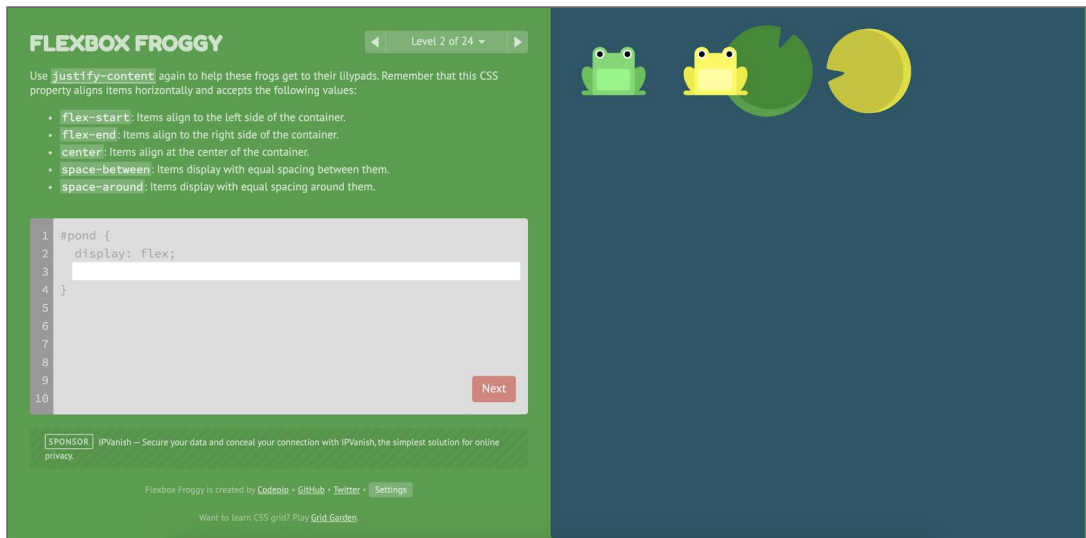 FLEXBOX FROGGY
Level 2 of 24
Use justify-content again to help these frogs get to their lilypads. Remember that this CSS
property aligns items horizontally and accepts the following values:
• flex-start: Items align to the left side of the container.
• flex-end: Items align to the right side of the container.
• center: Items align at the center of the container.
• space-between: Items display with equal spacing between them.
• space-around: Items display with equal spacing around them.
1 #pond {
2 display: flex;
3
4 }
5
6
7
8
9
10
Next
SPONSOR IPVanish — Secure your data and conceal your connection with IPVanish, the simplest solution for online
privacy.
Flexbox Froggy is created by Codepip • GitHub • Twitter • Settings
Want to learn CSS grid? Play Grid Garden.